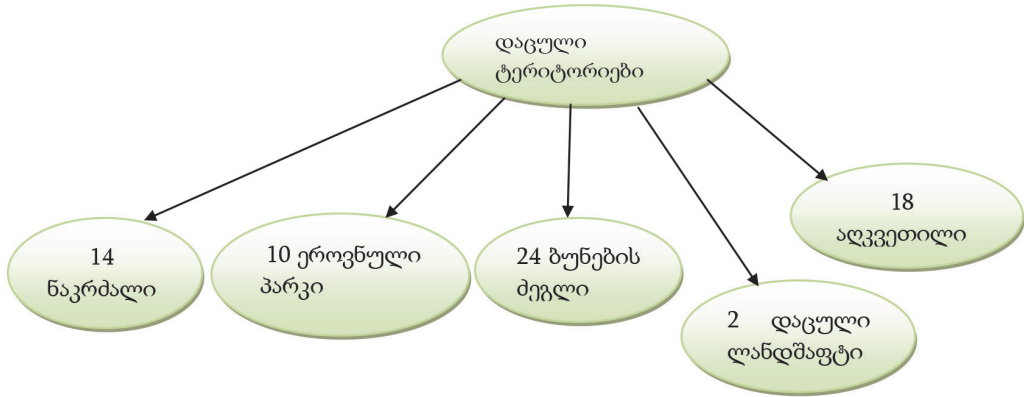 დაცული
ტერიტორიები
14
ნაკრძალი
10 ეროვნული
პარკი
24 ბუნების
ძეგლი
2 დაცული
ლანდშაფტი
18
აღკვეთილი